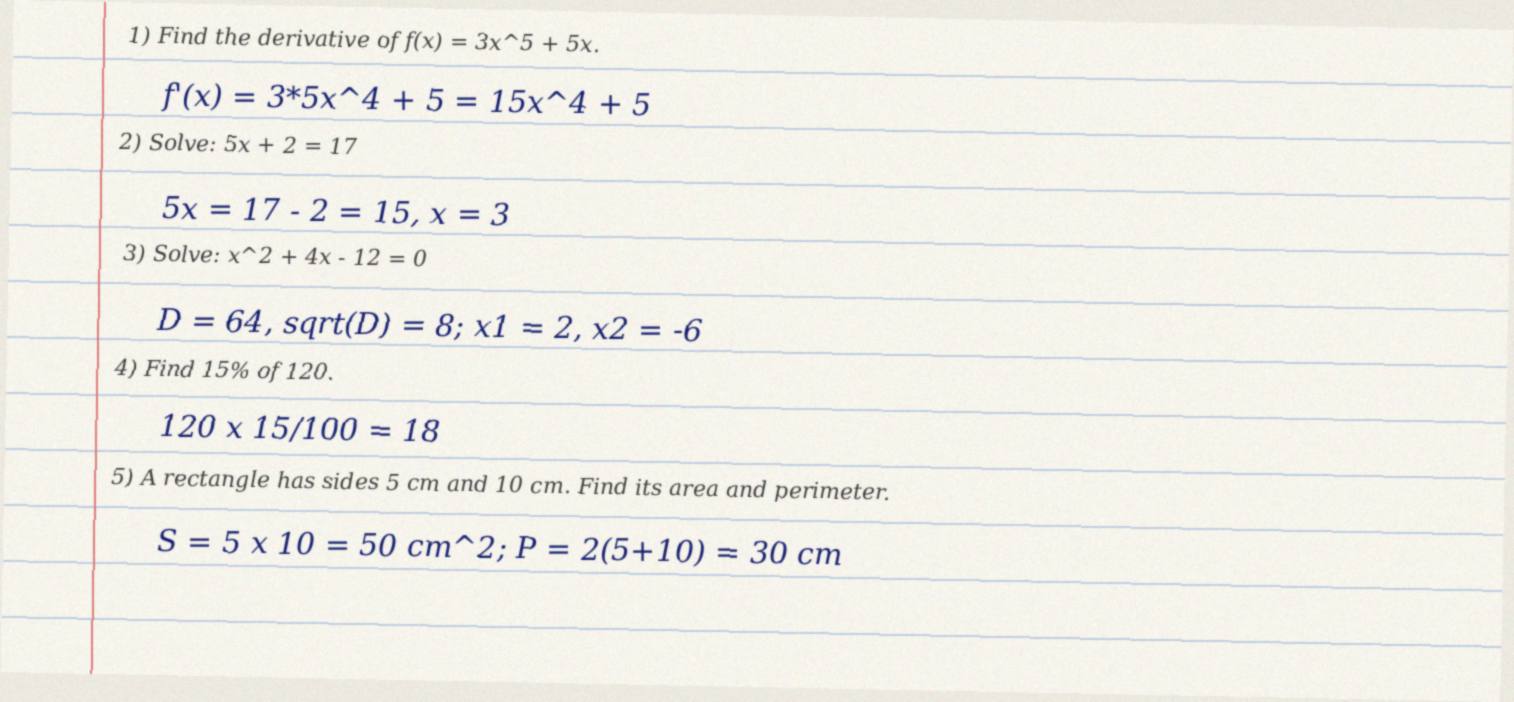 1) Find the derivative of f(x) = 3x^5 + 5x.
f'(x) = 3*5x^4 + 5 = 15x^4 + 5
2) Solve: 5x + 2 = 17
5x = 17 - 2 = 15, x = 3
3) Solve: x^2 + 4x - 12 = 0
D = 64, sqrt(D) = 8; x1 = 2, x2 = -6
4) Find 15% of 120.
120 x 15/100 = 18
5) A rectangle has sides 5 cm and 10 cm. Find its area and perimeter.
S = 5 x 10 = 50 cm^2; P = 2(5+10) = 30 cm